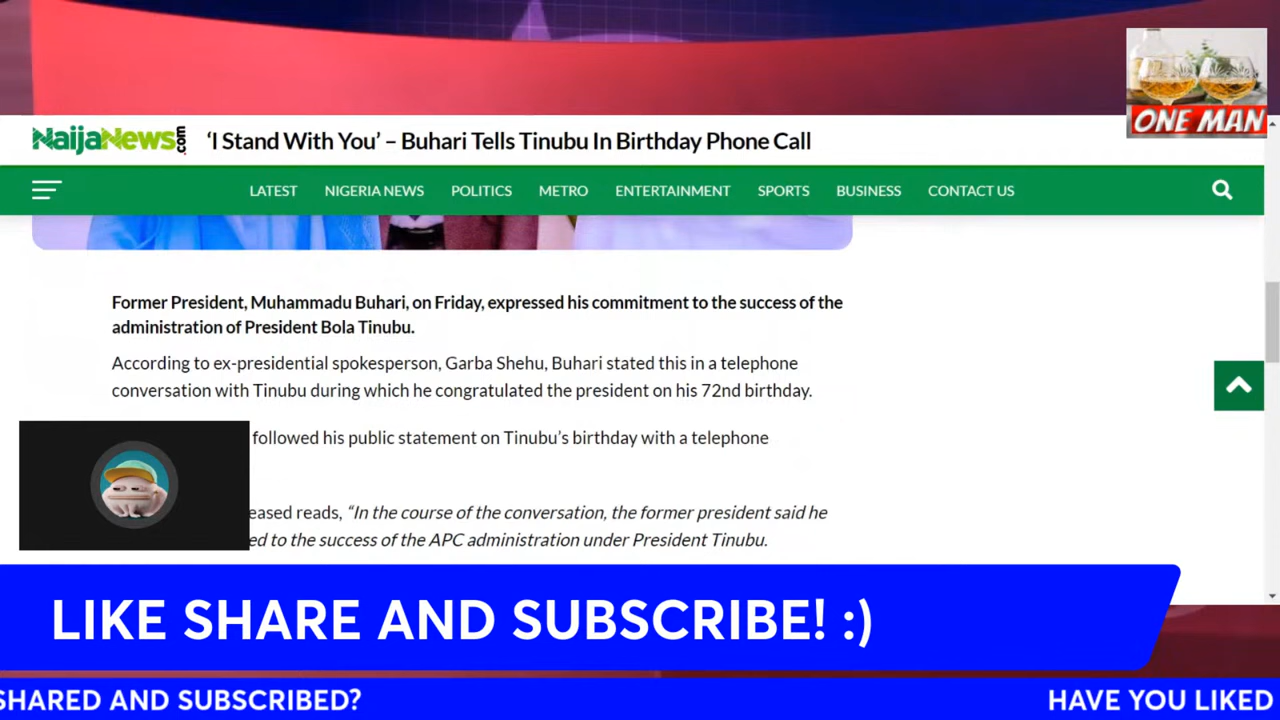 NaijaNews.com
‘I Stand With You’ – Buhari Tells Tinubu In Birthday Phone Call
ONE MAN
LATEST NIGERIA NEWS POLITICS METRO ENTERTAINMENT SPORTS BUSINESS CONTACT US
Former President, Muhammadu Buhari, on Friday, expressed his commitment to the success of the
administration of President Bola Tinubu.
According to ex-presidential spokesperson, Garba Shehu, Buhari stated this in a telephone
conversation with Tinubu during which he congratulated the president on his 72nd birthday.
followed his public statement on Tinubu’s birthday with a telephone
eased reads, “In the course of the conversation, the former president said he
ed to the success of the APC administration under President Tinubu.
LIKE SHARE AND SUBSCRIBE! :)
SHARED AND SUBSCRIBED? HAVE YOU LIKED